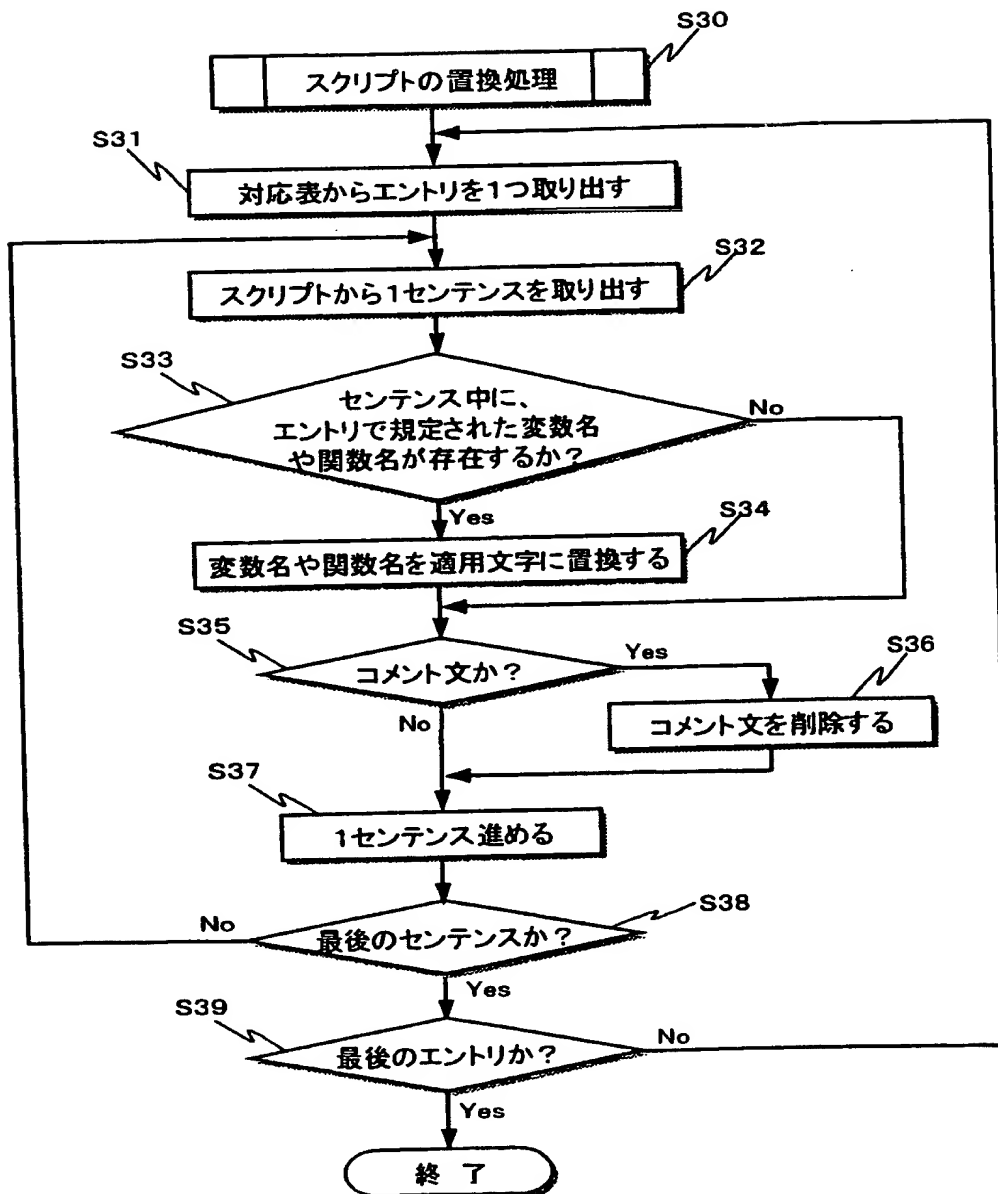 S30
スクリプトの置換処理
S31
対応表からエントリを1つ取り出す
S32
スクリプトから1センテンスを取り出す
S33
センテンス中に、
エントリで規定された変数名
や関数名が存在するか?
No
Yes
S34
変数名や関数名を適用文字に置換する
S35
コメント文か?
Yes
S36
No
コメント文を削除する
S37
1センテンス進める
No
S38
最後のセンテンスか?
Yes
S39
最後のエントリか?
No
Yes
終了